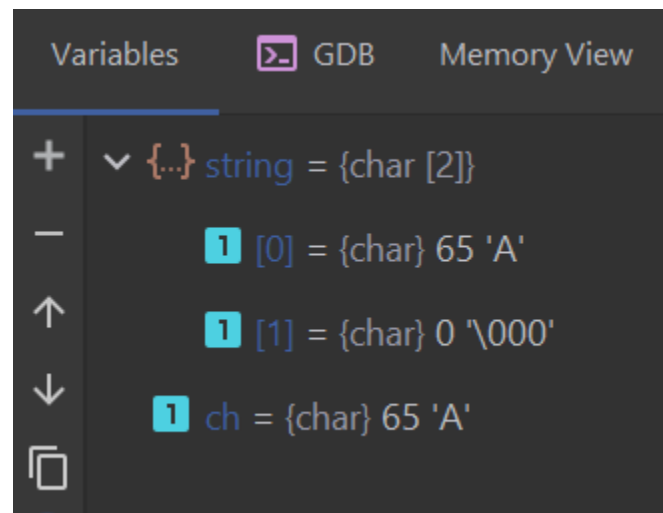 Variables GDB Memory View
{...} string = {char [2]}
1 [0] = {char} 65 'A'
1 [1] = {char} 0 '\000'
1 ch = {char} 65 'A'